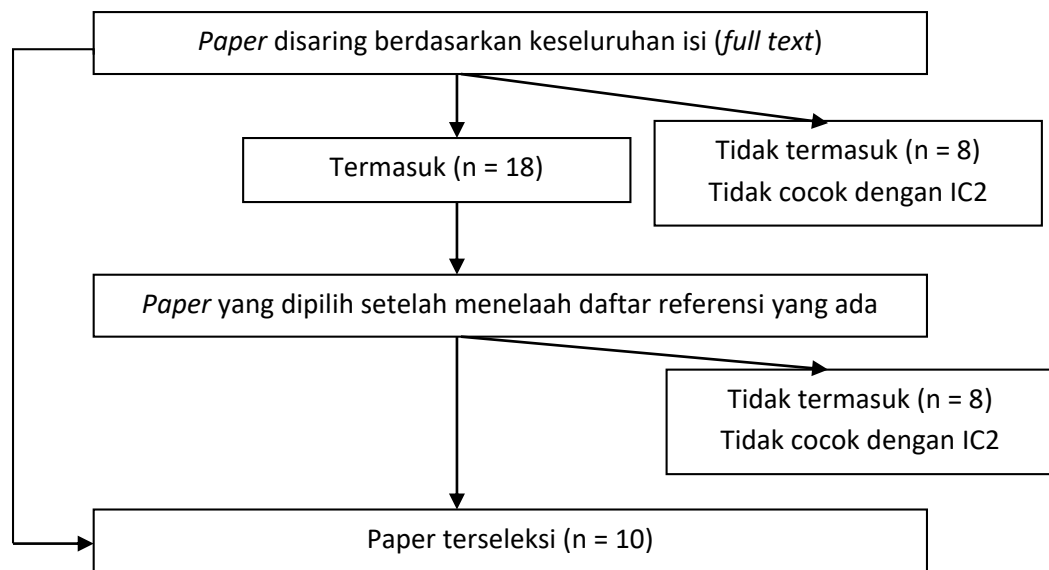 Paper disaring berdasarkan keseluruhan isi (full text)
Termasuk (n = 18)
Tidak termasuk (n = 8)
Tidak cocok dengan IC2
Paper yang dipilih setelah menelaah daftar referensi yang ada
Tidak termasuk (n = 8)
Tidak cocok dengan IC2
Paper terseleksi (n = 10)